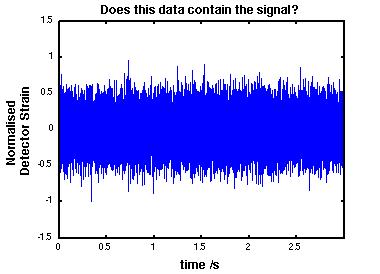 Does this data contain the signal?
1.5
1
0.5
0
-0.5
-1
-1.5
Normalised
Detector Strain
0 0.5 1 1.5 2 2.5
time /s